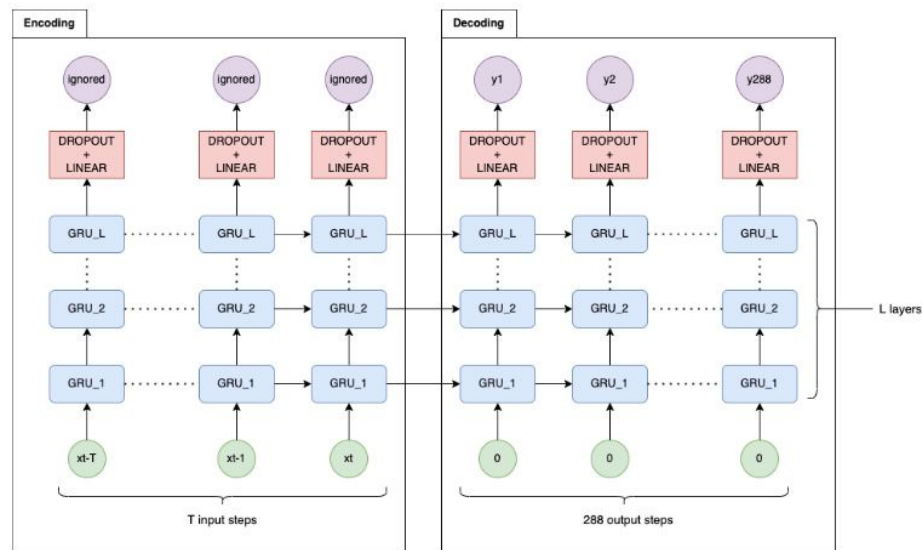 Encoding
Decoding
ignored
ignored
ignored
y1
y2
y288
DROPOUT
+
LINEAR
DROPOUT
+
LINEAR
DROPOUT
+
LINEAR
DROPOUT
+
LINEAR
DROPOUT
+
LINEAR
DROPOUT
+
LINEAR
GRU_L
GRU_L
GRU_L
GRU_L
GRU_L
GRU_L
GRU_2
GRU_2
GRU_2
GRU_2
GRU_2
GRU_2
L layers
GRU_1
GRU_1
GRU_1
GRU_1
GRU_1
GRU_1
xt-T
xt-1
xt
0
0
0
T input steps
288 output steps